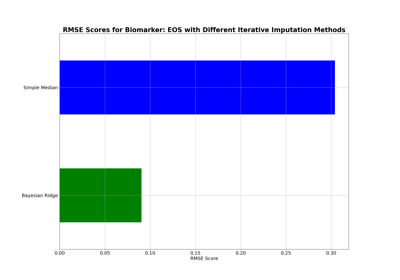 RMSE Scores for Biomarker: EOS with Different Iterative Imputation Methods
Simple Median
Bayesian Ridge
0.00 0.05 0.10 0.15 0.20 0.25 0.30
RMSE Score